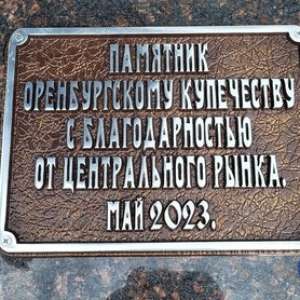 ПАМЯТНИК
ОРЕНБУРГСКОМУ КУПЕЧЕСТВУ
С БЛАГОДАРНОСТЬЮ
ОТ ЦЕНТРАЛЬНОГО РЫНКА.
МАЙ 2023.